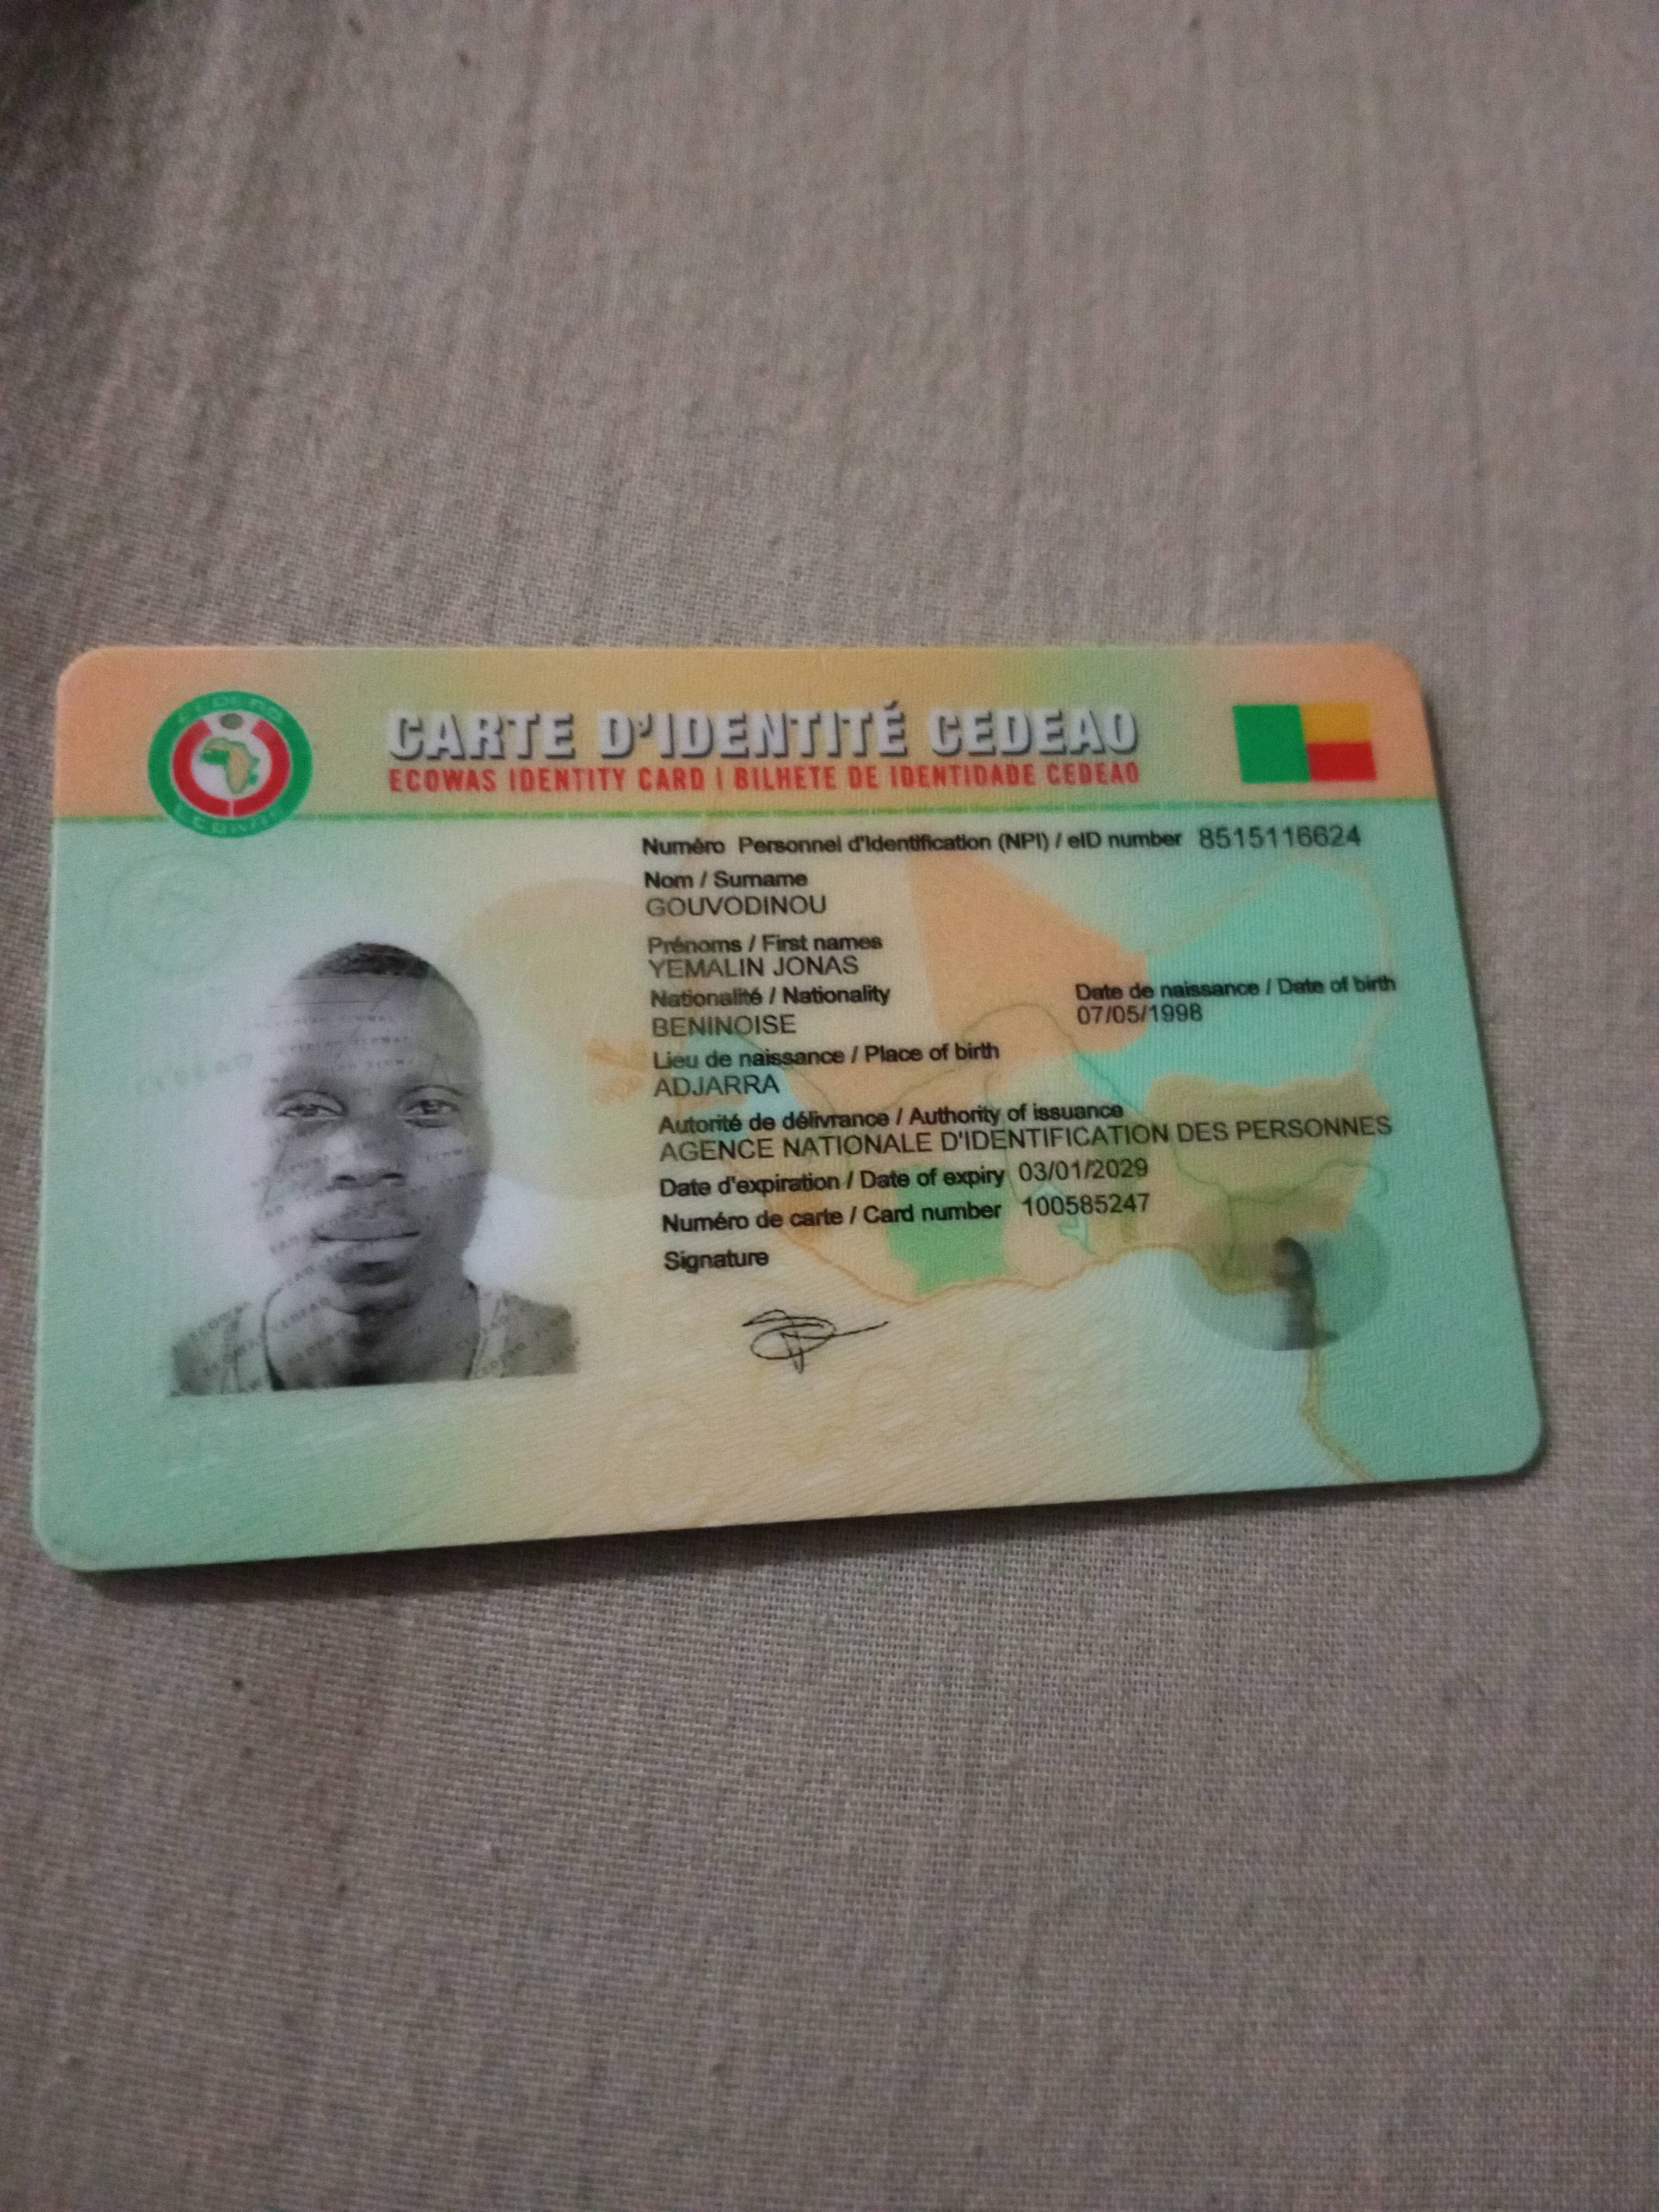 CEDEAO
CARTE D'IDENTITÉ CEDEAO
ECOWAS IDENTITY CARD | BILHETE DE IDENTIDADE CEDEAO
ECOWAS
Numéro Personnel d'Identification (NPI) / eID number 8515116624
Nom / Surname
GOUVODINOU
Prénoms / First names
YEMALIN JONAS
Nationalité / Nationality
BENINOISE
Date de naissance / Date of birth
07/05/1998
Lieu de naissance / Place of birth
ADJARRA
Autorité de délivrance / Authority of issuance
AGENCE NATIONALE D'IDENTIFICATION DES PERSONNES
Date d'expiration / Date of expiry 03/01/2029
Numéro de carte / Card number 100585247
Signature